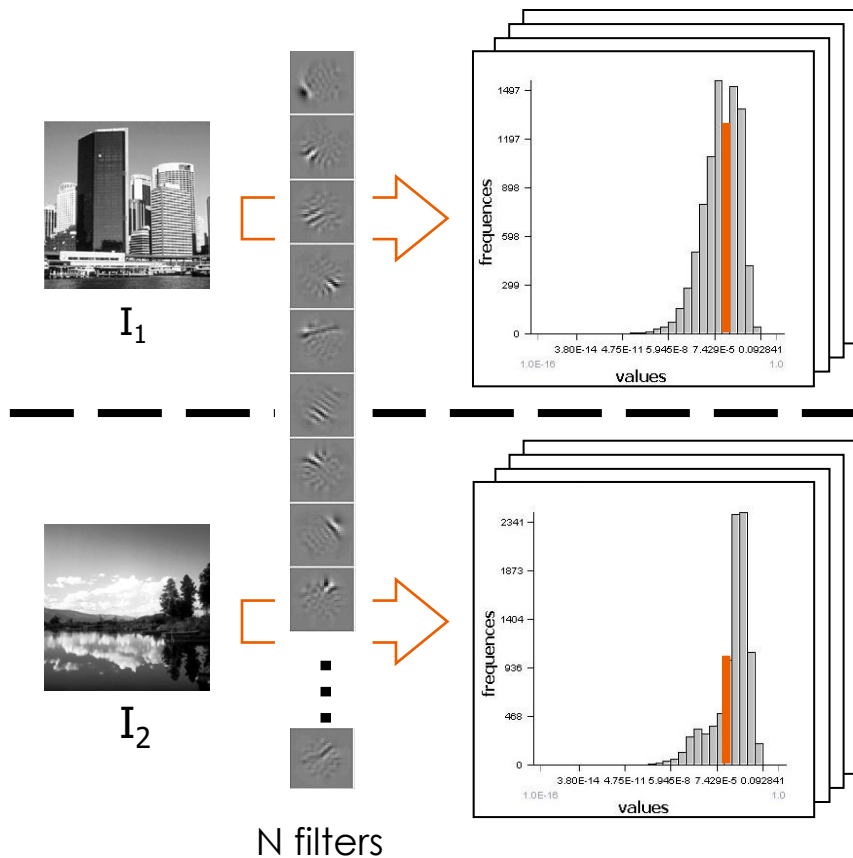 1497
1197
898
598
299
0
frequences
3.80E-14 4.75E-11 5.945E-8 7.429E-5 0.092841
1.0E-16 1.0
values
I₁
2341
1873
1404
936
468
0
frequences
3.80E-14 4.75E-11 5.945E-8 7.429E-5 0.092841
1.0E-16 1.0
values
I₂
N filters